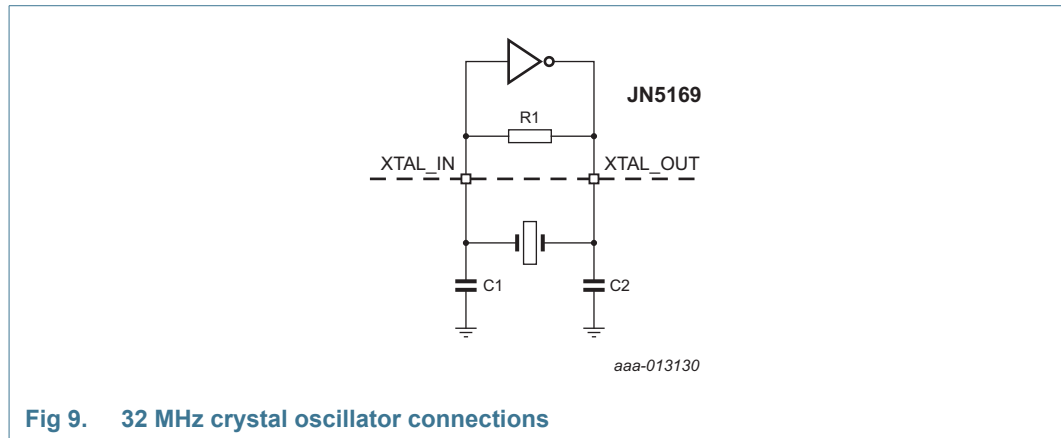 JN5169
R1
XTAL_IN XTAL_OUT
C1 C2
aaa-013130
Fig 9. 32 MHz crystal oscillator connections